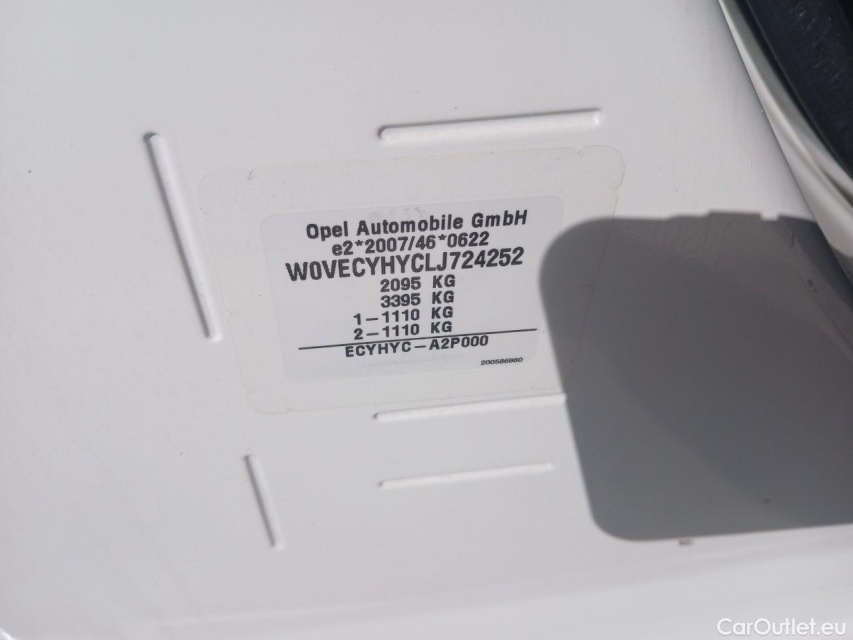 Opel Automobile GmbH
e2*2007/46*0622
W0VECYHYCLJ724252
2095 KG
3395 KG
1-1110 KG
2-1110 KG
ECYHYC-A2P000
200586860
CarOutlet.eu